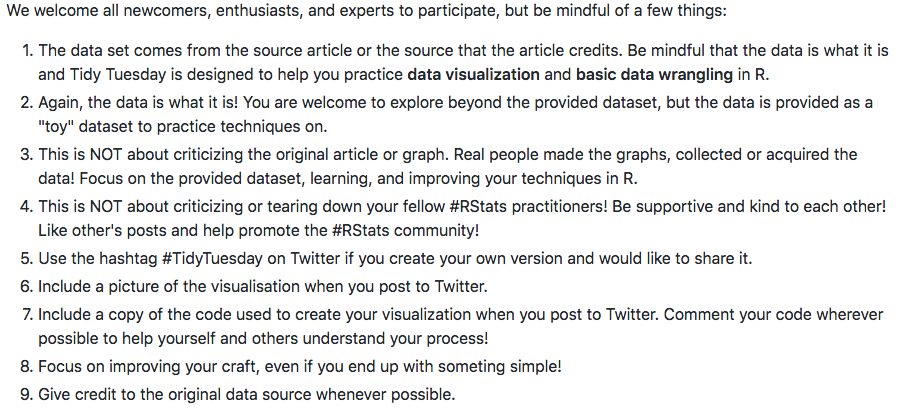 We welcome all newcomers, enthusiasts, and experts to participate, but be mindful of a few things:
1. The data set comes from the source article or the source that the article credits. Be mindful that the data is what it is
and Tidy Tuesday is designed to help you practice data visualization and basic data wrangling in R.
2. Again, the data is what it is! You are welcome to explore beyond the provided dataset, but the data is provided as a
"toy" dataset to practice techniques on.
3. This is NOT about criticizing the original article or graph. Real people made the graphs, collected or acquired the
data! Focus on the provided dataset, learning, and improving your techniques in R.
4. This is NOT about criticizing or tearing down your fellow #RStats practitioners! Be supportive and kind to each other!
Like other's posts and help promote the #RStats community!
5. Use the hashtag #TidyTuesday on Twitter if you create your own version and would like to share it.
6. Include a picture of the visualisation when you post to Twitter.
7. Include a copy of the code used to create your visualization when you post to Twitter. Comment your code wherever
possible to help yourself and others understand your process!
8. Focus on improving your craft, even if you end up with someting simple!
9. Give credit to the original data source whenever possible.